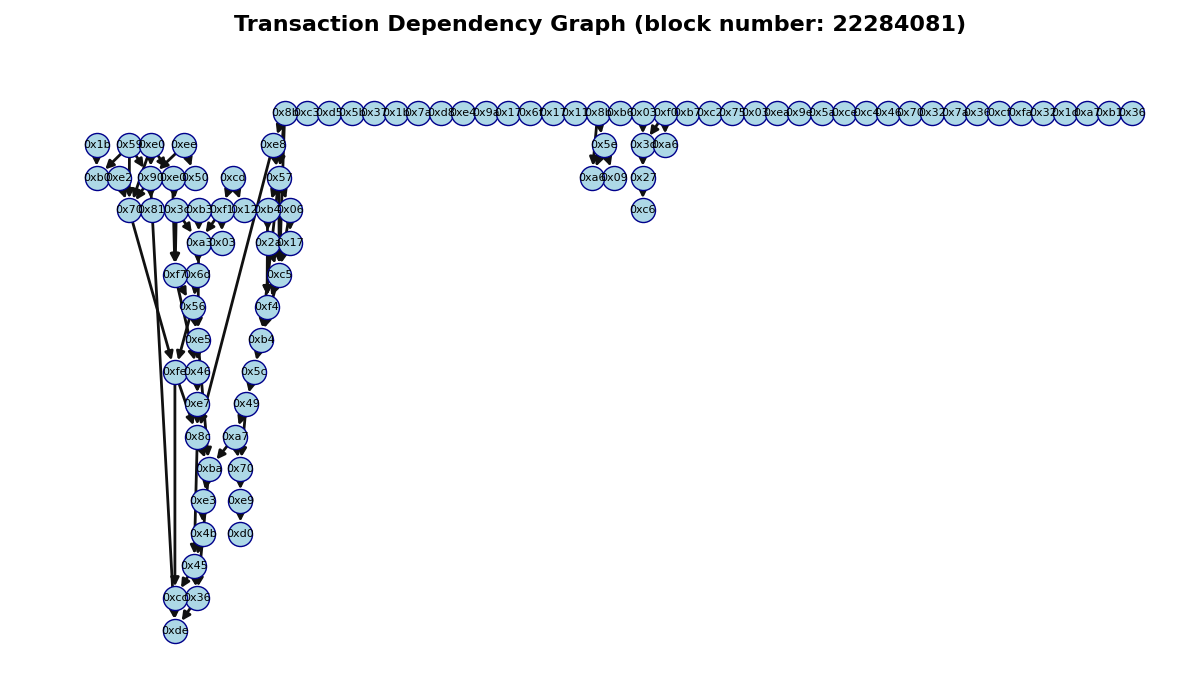 Transaction Dependency Graph (block number: 22284081)
0x8b 0xc3 0xd5 0x5b 0x37 0x1b 0x7a 0xd8 0xe4 0x9a 0x17 0x6f 0x17 0x11 0x8b 0xb6 0x03 0xf0 0xb7 0xc2 0x75 0x03 0xea 0x9e 0x5a 0xce 0xc4 0x46 0x70 0x32 0x7a 0x36 0xcf 0xfa 0x32 0x1d 0xa7 0xb1 0x36
0x1b 0x59 0xe0 0xee 0xe8 0x5e 0x3d 0xa6
0xb0 0xe2 0x90 0xe0 0x50 0xcd 0x57 0xa6 0x09 0x27
0x70 0x81 0x3c 0xb3 0xf1 0x12 0xb4 0x06 0xc6
0xa3 0x03 0x2a 0x17
0xf7 0x6d 0xc5
0x56 0xf4
0xe5 0xb4
0xfe 0x46 0x5c
0xe7 0x49
0x8c 0xa7
0xba 0x70
0xe3 0xe9
0x4b 0xd0
0x45
0xcc 0x36
0xde